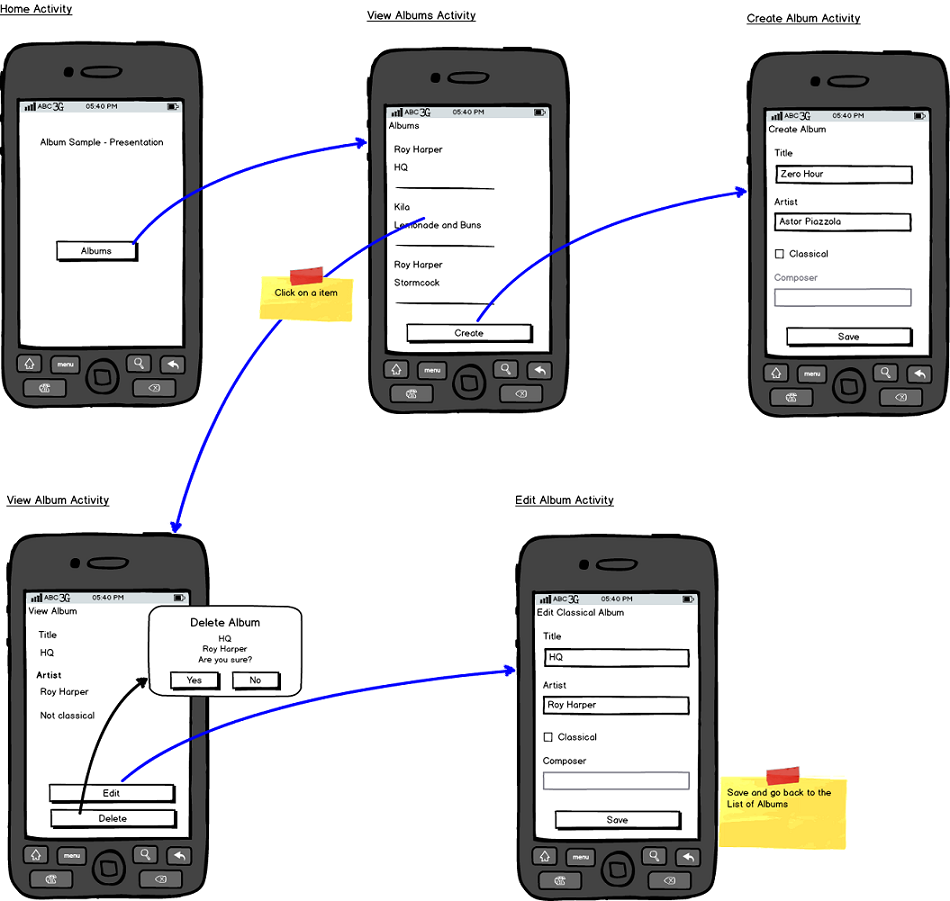 Home Activity
ABC 3G 05:40 PM
Album Sample - Presentation
Albums
menu
View Albums Activity
ABC 3G 05:40 PM
Albums
Roy Harper
HQ
Kila
Lemonade and Buns
Roy Harper
Stormcock
Create
menu
Click on a item
Create Album Activity
ABC 3G 05:40 PM
Create Album
Title
Zero Hour
Artist
Astor Piazzola
Classical
Composer
Save
menu
View Album Activity
ABC 3G 05:40 PM
View Album
Title
HQ
Artist
Roy Harper
Not classical
Edit
Delete
menu
Delete Album
HQ
Roy Harper
Are you sure?
Yes No
Edit Album Activity
ABC 3G 05:40 PM
Edit Classical Album
Title
HQ
Artist
Roy Harper
Classical
Composer
Save
menu
Save and go back to the
List of Albums